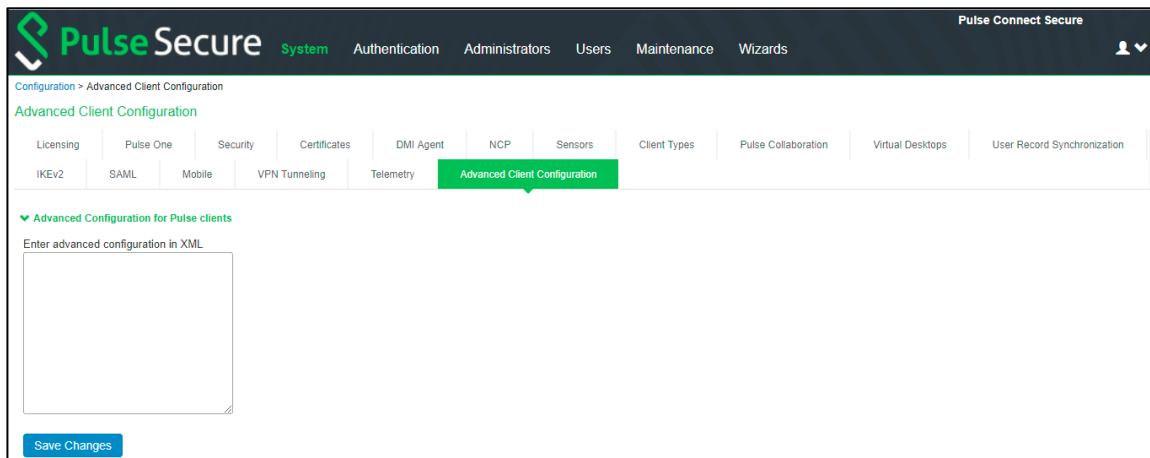 Pulse Connect Secure
Pulse Secure System Authentication Administrators Users Maintenance Wizards
Configuration > Advanced Client Configuration
Advanced Client Configuration
Licensing Pulse One Security Certificates DMI Agent NCP Sensors Client Types Pulse Collaboration Virtual Desktops User Record Synchronization
IKEv2 SAML Mobile VPN Tunneling Telemetry Advanced Client Configuration
Advanced Configuration for Pulse clients
Enter advanced configuration in XML
Save Changes